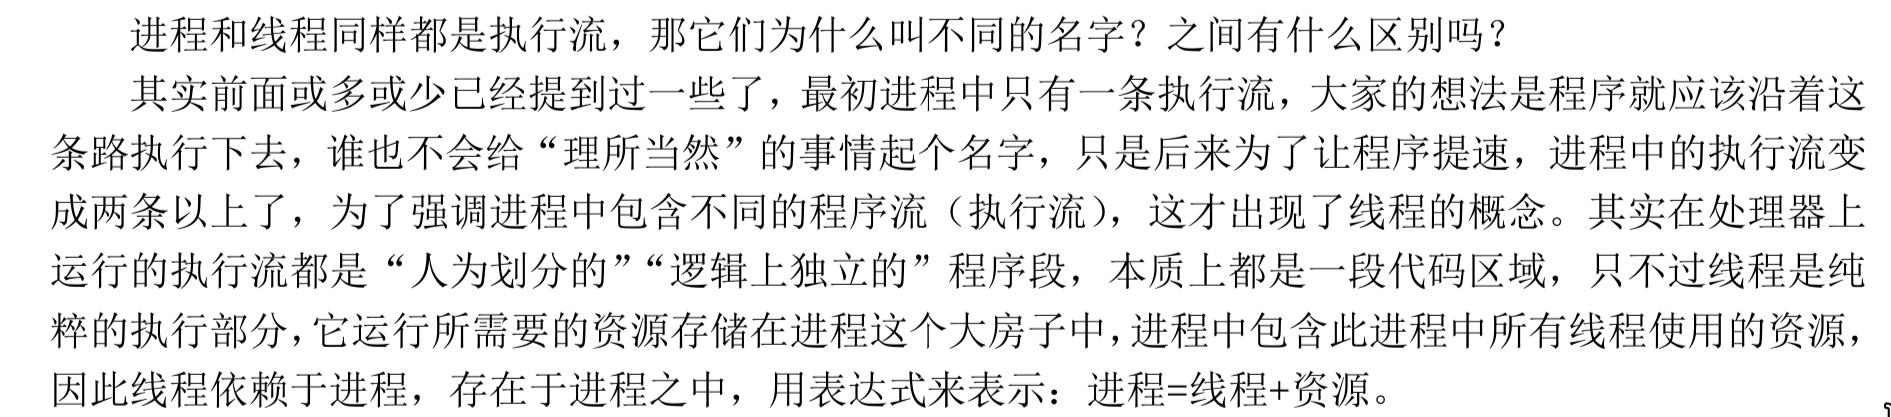 进程和线程同样都是执行流，那它们为什么叫不同的名字？之间有什么区别吗？
其实前面或多或少已经提到过一些了，最初进程中只有一条执行流，大家的想法是程序就应该沿着这
条路执行下去，谁也不会给“理所当然”的事情起个名字，只是后来为了让程序提速，进程中的执行流变
成两条以上了，为了强调进程中包含不同的程序流（执行流），这才出现了线程的概念。其实在处理器上
运行的执行流都是“人为划分的”“逻辑上独立的”程序段，本质上都是一段代码区域，只不过线程是纯
粹的执行部分，它运行所需要的资源存储在进程这个大房子中，进程中包含此进程中所有线程使用的资源，
因此线程依赖于进程，存在于进程之中，用表达式来表示：进程=线程+资源。